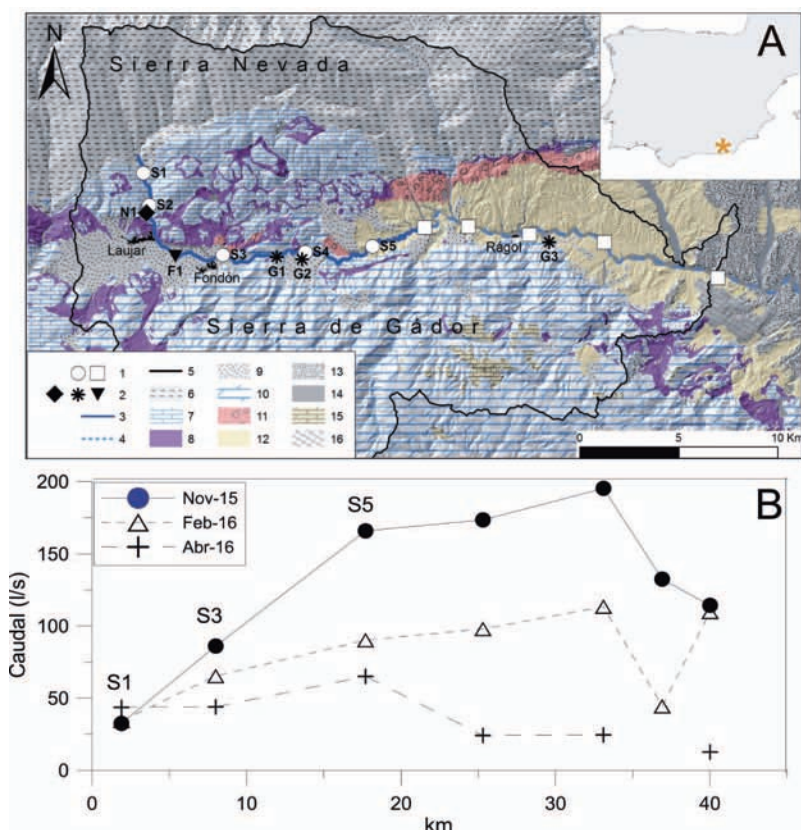 A
N
Sierra Nevada
S1
S2
N1
Laujar
F1
S3
Fondón
G1
G2
S4
S5
Rágol
G3
Sierra de Gádor
1 5 9 13
2 6 10 14
3 7 11 15
4 8 12 16
0 5 10 Km
B
200
150
100
50
0
Caudal (l/s)
Nov-15
Feb-16
Abr-16
S1
S3
S5
0 10 20 30 40
km